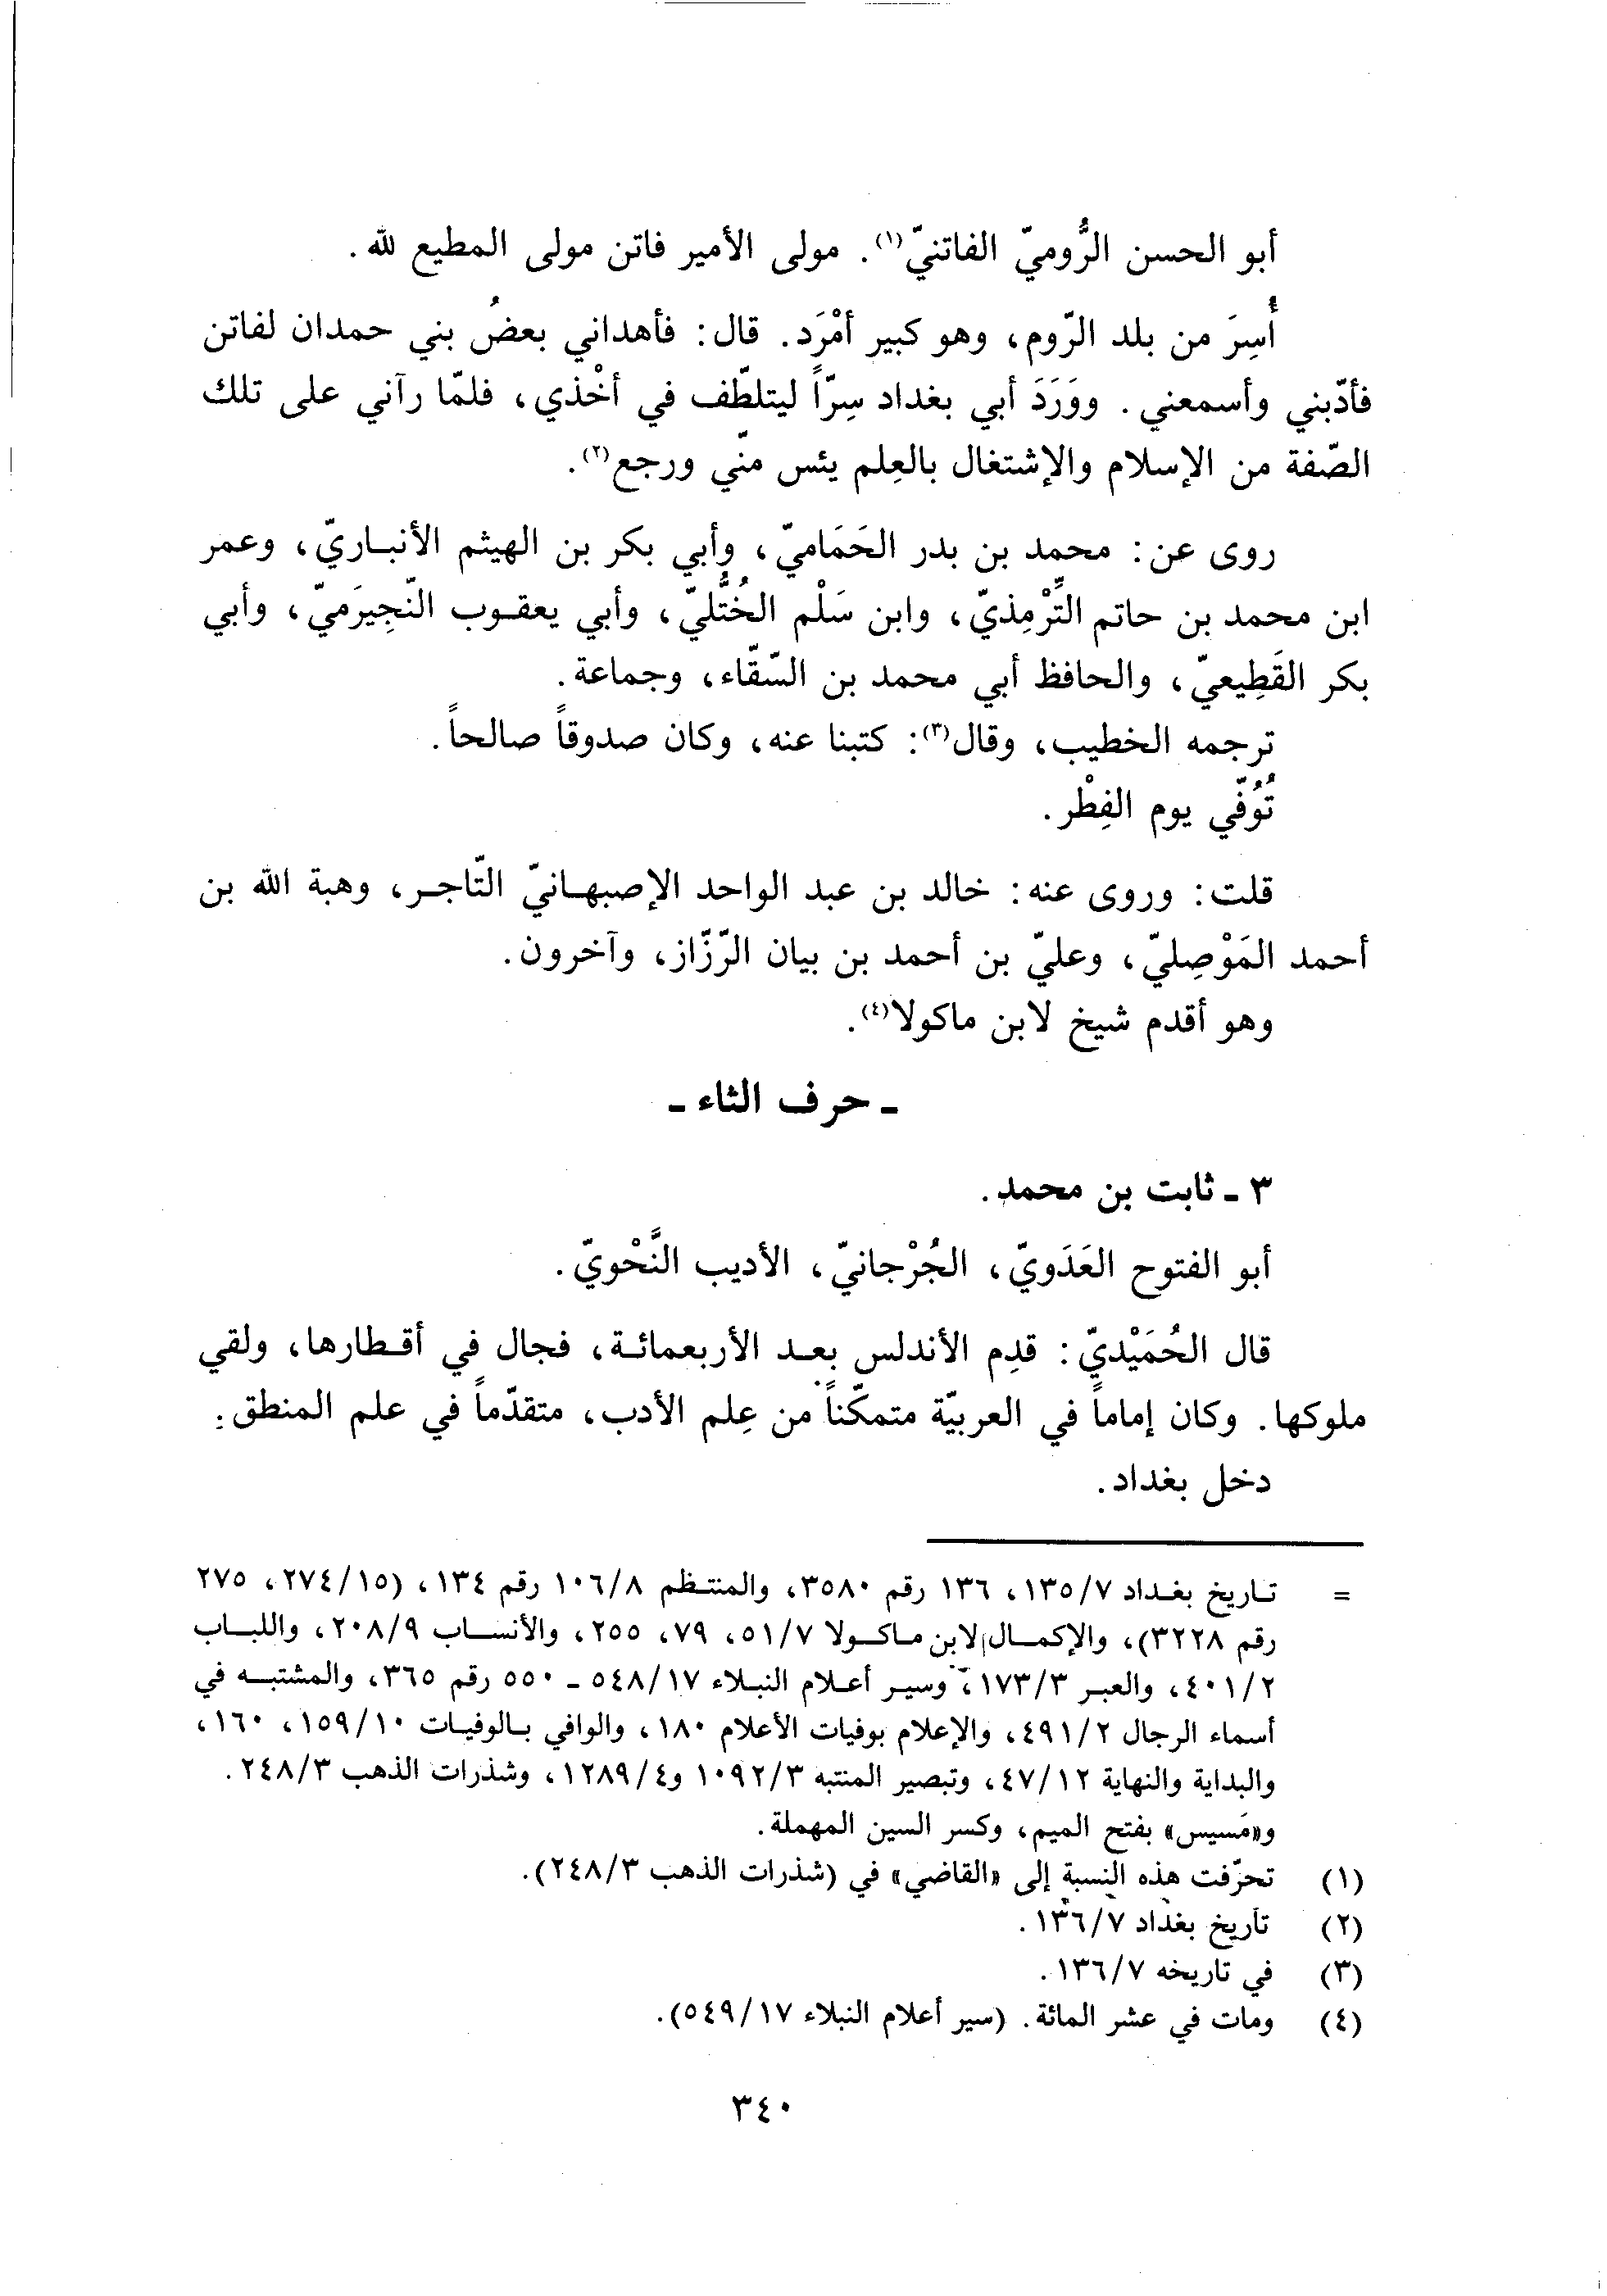 أبو الحسن الرُّوميّ الفاتنيّ(١). مولى الأمير فاتن مولى المطيع لله.
أُسِرَ من بلد الرّوم، وهو كبير أمْرَد. قال: فأهداني بعضُ بني حمدان لفاتن
فأدّبني وأسمعني. ووَرَدَ أبي بغداد سِرّاً ليتلطّف في أخْذي، فلمّا رآني على تلك
الصّفة من الإسلام والإشتغال بالعِلم يئس منّي ورجع(٢).
روى عن: محمد بن بدر الحَمَاميّ، وأبي بكر بن الهيثم الأنباريّ، وعمر
ابن محمد بن حاتم التِّرْمِذيّ، وابن سَلْم الخُتُّليّ، وأبي يعقوب النَّجِيرَميّ، وأبي
بكر القَطِيعيّ، والحافظ أبي محمد بن السّقّاء، وجماعة.
ترجمه الخطيب، وقال(٣): كتبنا عنه، وكان صدوقاً صالحاً.
تُوُفّي يوم الفِطْر.
قلت: وروى عنه: خالد بن عبد الواحد الإصبهانيّ التّاجر، وهبة الله بن
أحمد المَوْصِليّ، وعليّ بن أحمد بن بيان الرّزّاز، وآخرون.
وهو أقدم شيخ لابن ماكولا(٤).
ـ حرف الثاء ـ
٣ ـ ثابت بن محمد.
أبو الفتوح العَدَويّ، الجُرْجانيّ، الأديب النَّحْويّ.
قال الحُمَيْديّ: قدِم الأندلس بعد الأربعمائة، فجال في أقطارها، ولقي
ملوكها. وكان إماماً في العربيّة متمكّناً من عِلم الأدب، متقدّماً في علم المنطق.
دخل بغداد.
= تاريخ بغداد ١٣٥/٧، ١٣٦ رقم ٣٥٨٠، والمنتظم ١٠٦/٨ رقم ١٣٤، (٢٧٤/١٥، ٢٧٥
رقم ٣٢٢٨)، والإكمال لابن ماكولا ٥١/٧، ٧٩، ٢٥٥، والأنساب ٢٠٨/٩، واللباب
٤٠١/٢، والعبر ١٧٣/٣، وسير أعلام النبلاء ٥٤٨/١٧ ـ ٥٥٠ رقم ٣٦٥، والمشتبه في
أسماء الرجال ٤٩١/٢، والإعلام بوفيات الأعلام ١٨٠، والوافي بالوفيات ١٥٩/١٠، ١٦٠،
والبداية والنهاية ٤٧/١٢، وتبصير المنتبه ١٠٩٢/٣ و١٢٨٩/٤، وشذرات الذهب ٢٤٨/٣.
و«مَسيس» بفتح الميم، وكسر السين المهملة.
(١) تحرّفت هذه النسبة إلى «القاضي» في (شذرات الذهب ٢٤٨/٣).
(٢) تاريخ بغداد ١٣٦/٧.
(٣) في تاريخه ١٣٦/٧.
(٤) ومات في عشر المائة. (سير أعلام النبلاء ٥٤٩/١٧).
٣٤٠